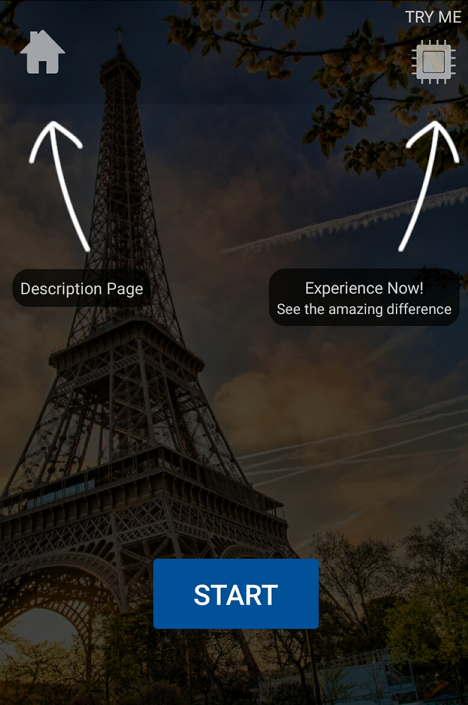 TRY ME
Description Page
Experience Now!
See the amazing difference
START